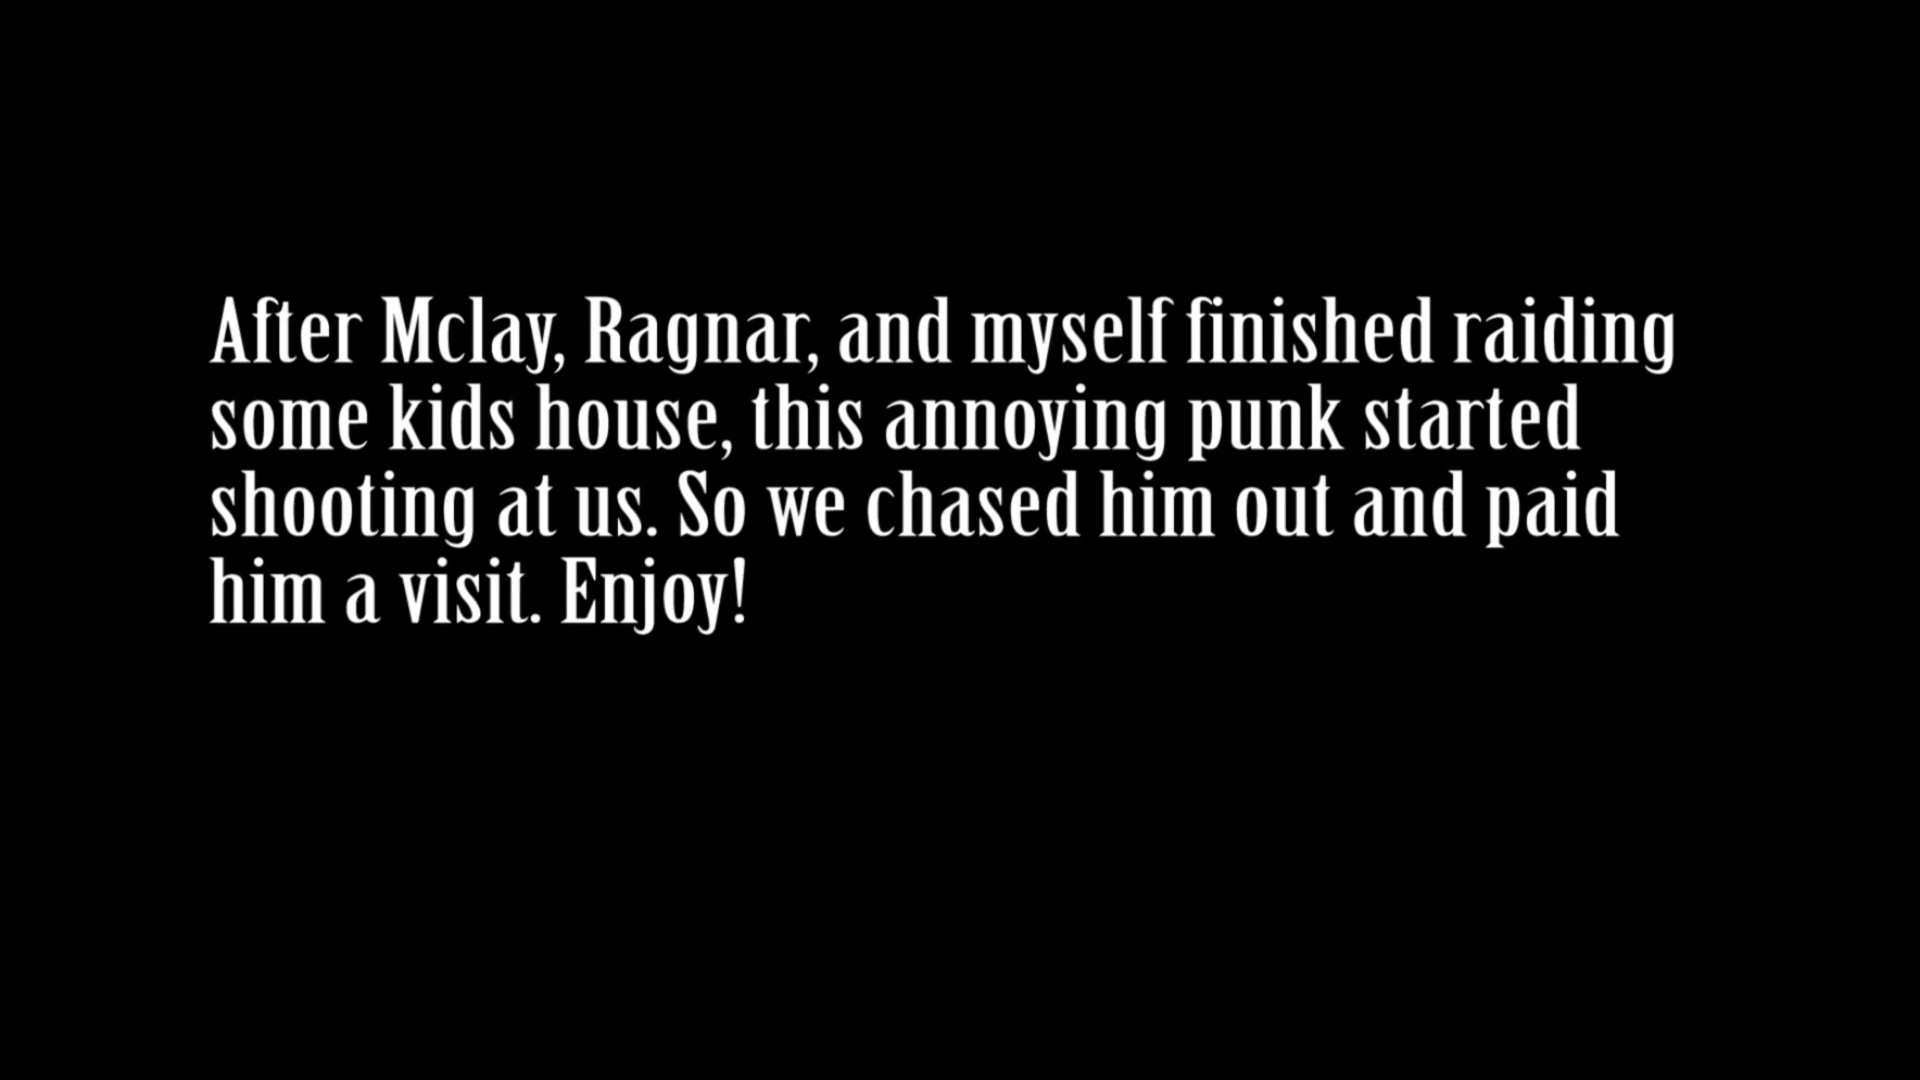 After Mclay, Ragnar, and myself finished raiding
some kids house, this annoying punk started
shooting at us. So we chased him out and paid
him a visit. Enjoy!